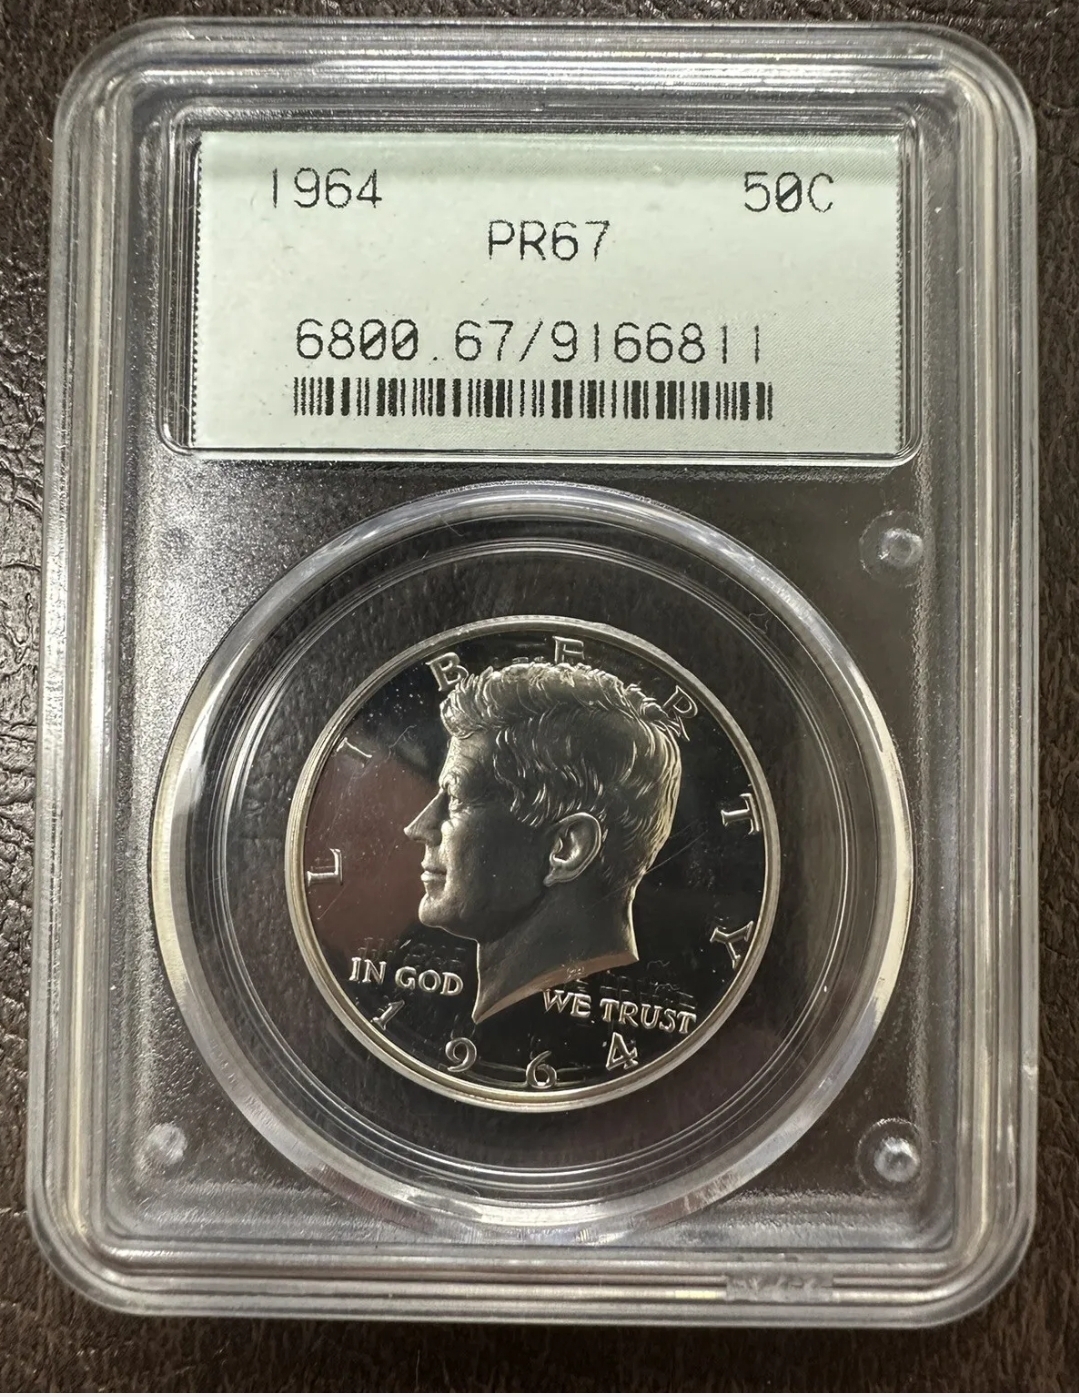 1964 50C
PR67
6800.67/9166811
LIBERTY
IN GOD WE TRUST
1964